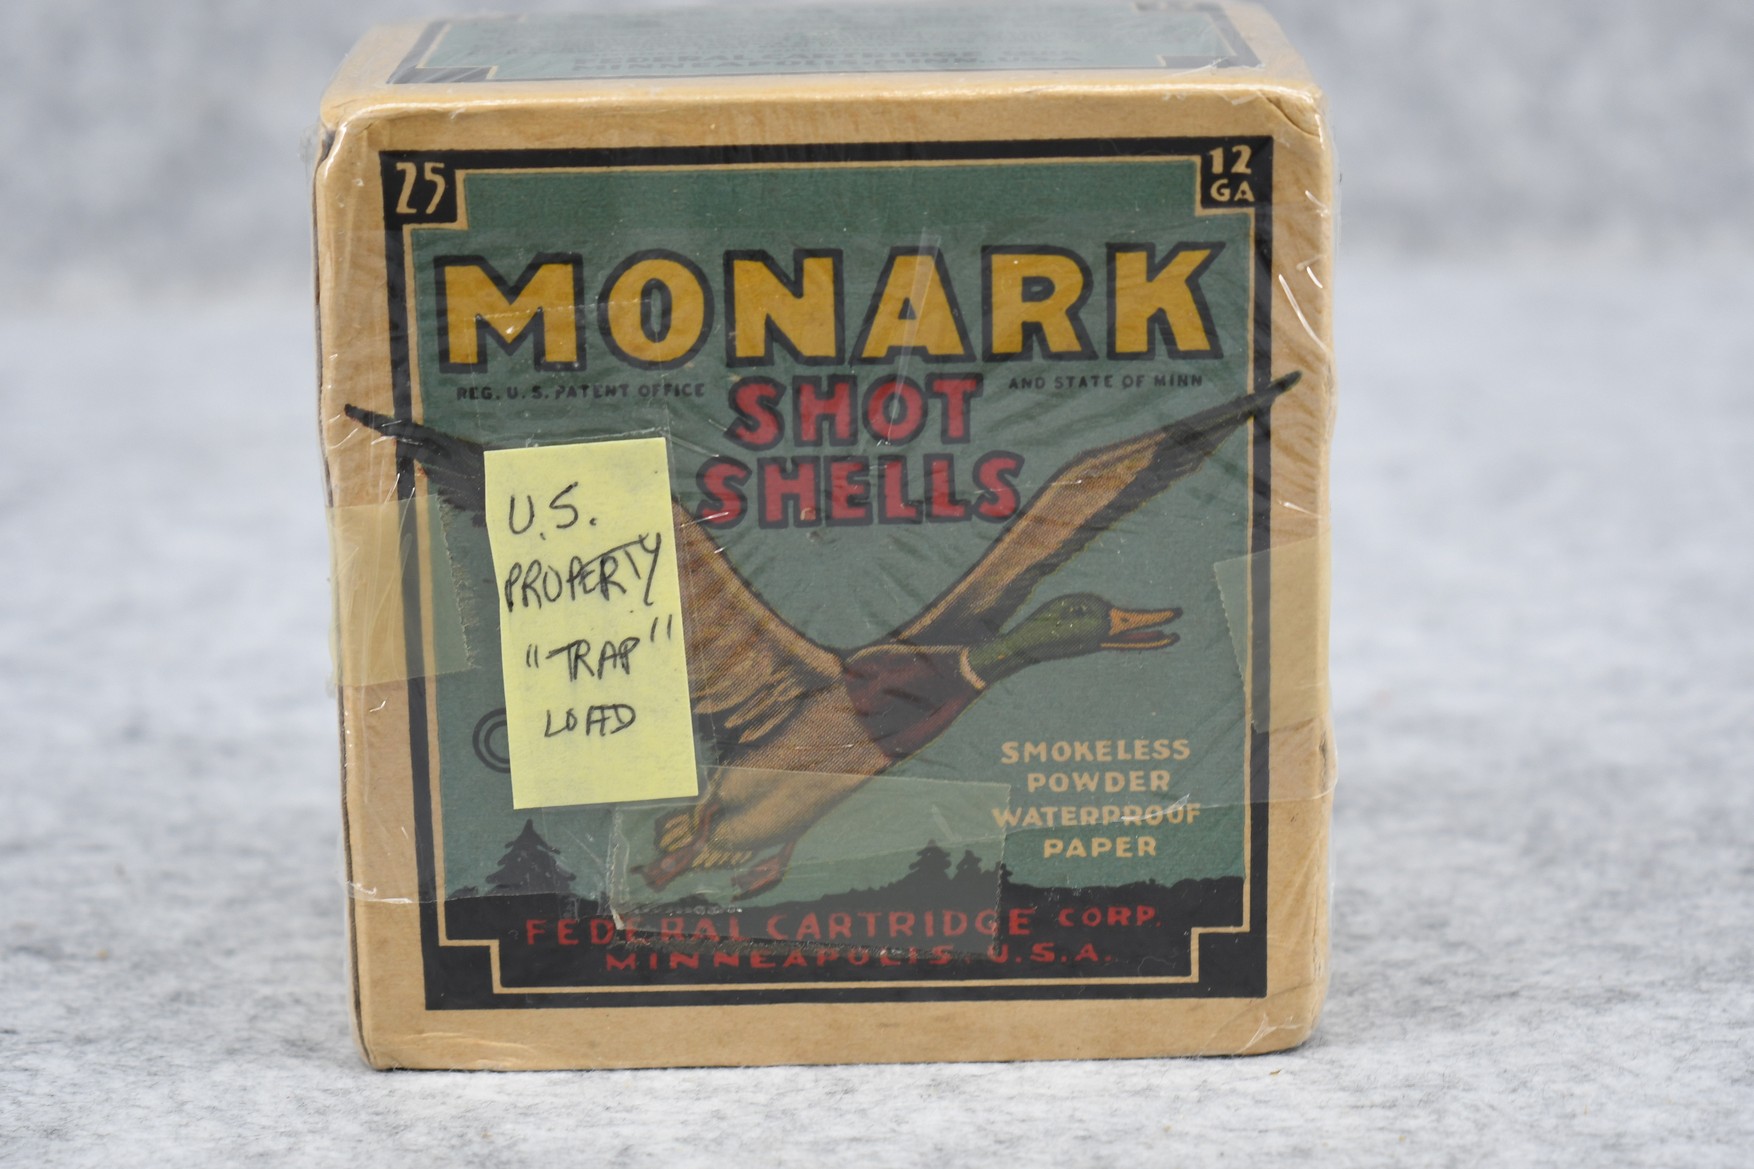 25
12
GA
MONARK
REG. U.S. PATENT OFFICE
AND STATE OF MINN
SHOT
SHELLS
U.S.
PROPERTY
"TRAP"
LOAD
SMOKELESS
POWDER
WATERPROOF
PAPER
FEDERAL CARTRIDGE CORP.
MINNEAPOLIS, U.S.A.